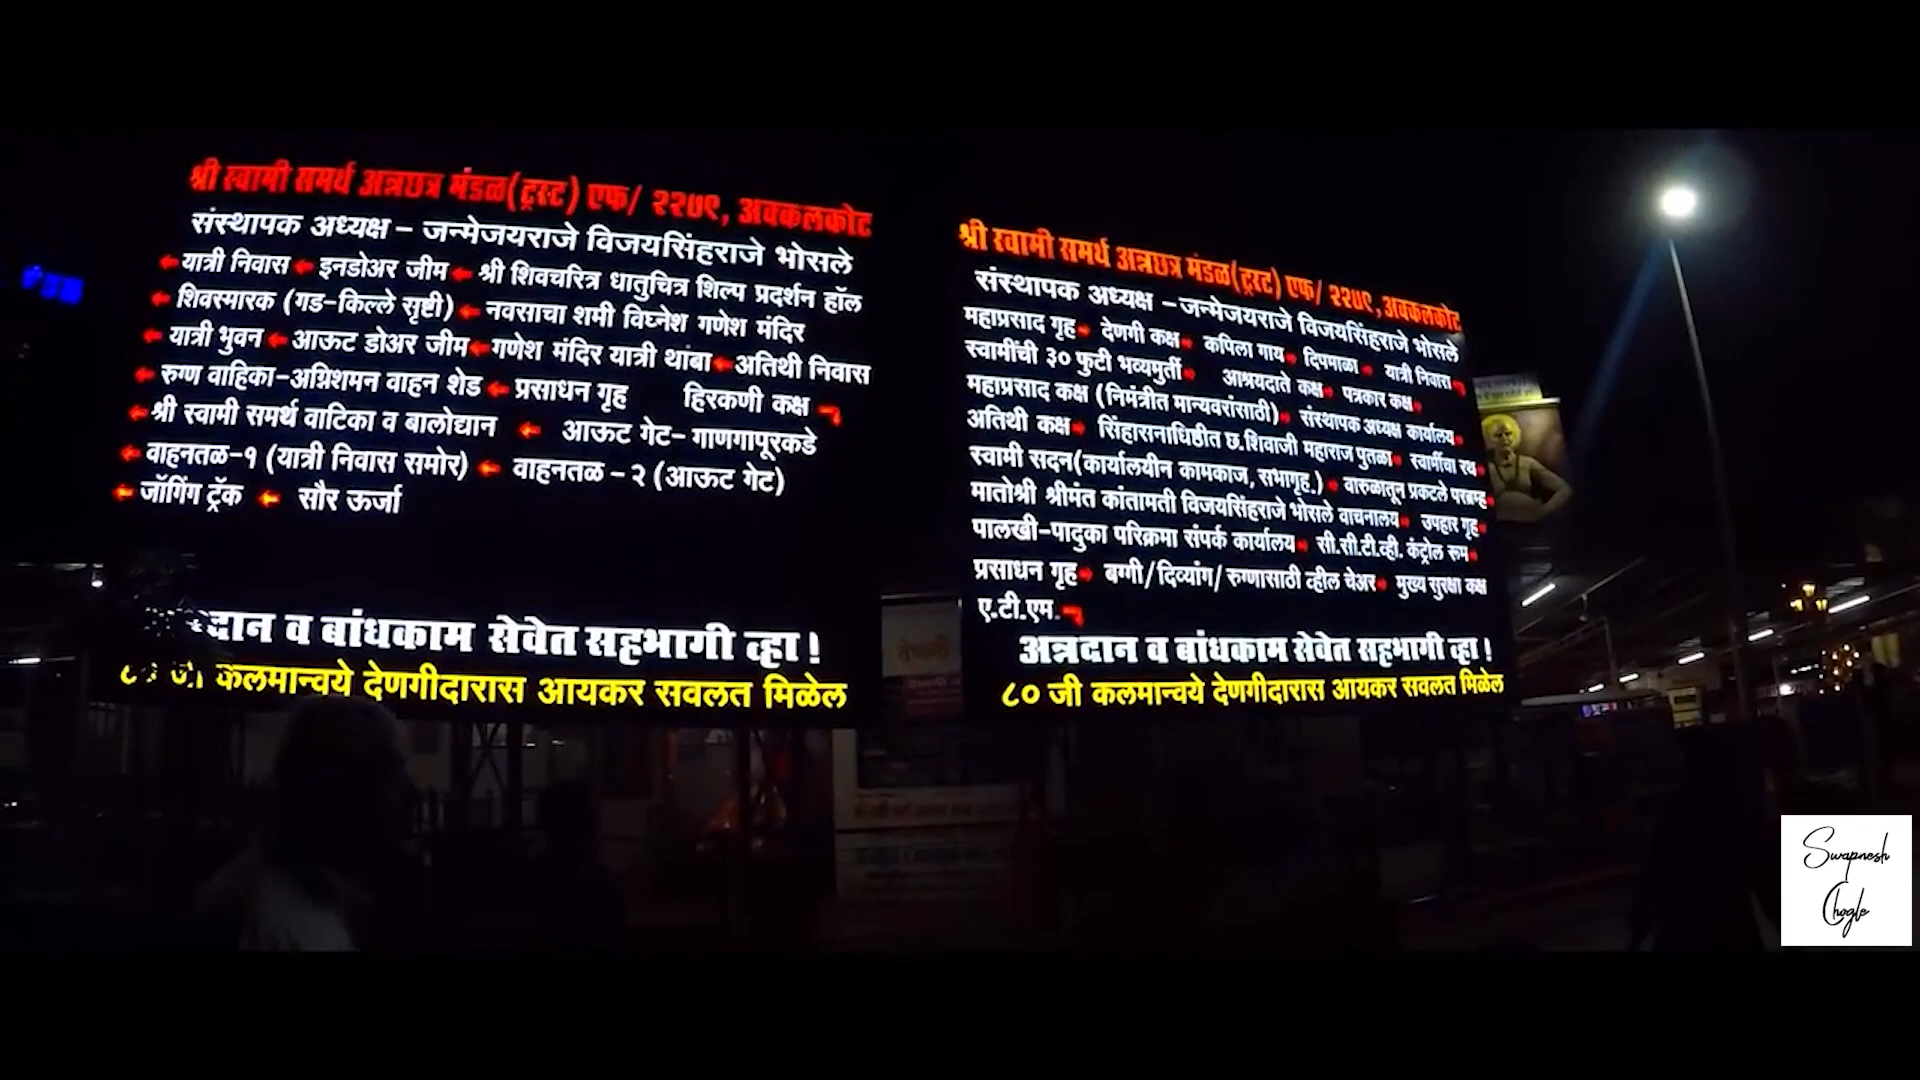 श्री स्वामी समर्थ अन्नछत्र मंडळ(ट्रस्ट) एफ/ २२७९, अक्कलकोट
संस्थापक अध्यक्ष – जन्मेजयराजे विजयसिंहराजे भोसले
यात्री निवास इनडोअर जीम श्री शिवचरित्र धातुचित्र शिल्प प्रदर्शन हॉल
शिवस्मारक (गड-किल्ले सृष्टी) नवसाचा शमी विघ्नेश गणेश मंदिर
यात्री भुवन आऊट डोअर जीम गणेश मंदिर यात्री थांबा अतिथी निवास
रुग्ण वाहिका-अग्निशमन वाहन शेड प्रसाधन गृह हिरकणी कक्ष
श्री स्वामी समर्थ वाटिका व बालोद्यान आऊट गेट- गाणगापूरकडे
वाहनतळ-१ (यात्री निवास समोर) वाहनतळ – २ (आऊट गेट)
जॉगिंग ट्रॅक सौर ऊर्जा
व बांधकाम सेवेत सहभागी व्हा!
कलमान्वये देणगीदारास आयकर सवलत मिळेल
श्री स्वामी समर्थ अन्नछत्र मंडळ(ट्रस्ट) एफ/ २२७९, अक्कलकोट
संस्थापक अध्यक्ष – जन्मेजयराजे विजयसिंहराजे भोसले
महाप्रसाद गृह देणगी कक्ष कपिला गाय दिपमाळा यात्री निवास
स्वामींची ३० फुटी भव्यमुर्ती आश्रयदाते कक्ष पत्रकार कक्ष
महाप्रसाद कक्ष (निमंत्रीत मान्यवरांसाठी) संस्थापक अध्यक्ष कार्यालय
अतिथी कक्ष सिंहासनाधिष्ठीत छ.शिवाजी महाराज पुतळा स्वामींचा रथ
स्वामी सदन(कार्यालयीन कामकाज, सभागृह.) वारुळातून प्रकटले परब्रम्ह
मातोश्री श्रीमंत कांतामती विजयसिंहराजे भोसले वाचनालय उपहार गृह
पालखी-पादुका परिक्रमा संपर्क कार्यालय सी.सी.टी.व्ही. कंट्रोल रूम
प्रसाधन गृह बग्गी/दिव्यांग/रुग्णासाठी व्हील चेअर मुख्य सुरक्षा कक्ष
ए.टी.एम.
अन्नदान व बांधकाम सेवेत सहभागी व्हा!
८० जी कलमान्वये देणगीदारास आयकर सवलत मिळेल
Swapnesh
Chogle